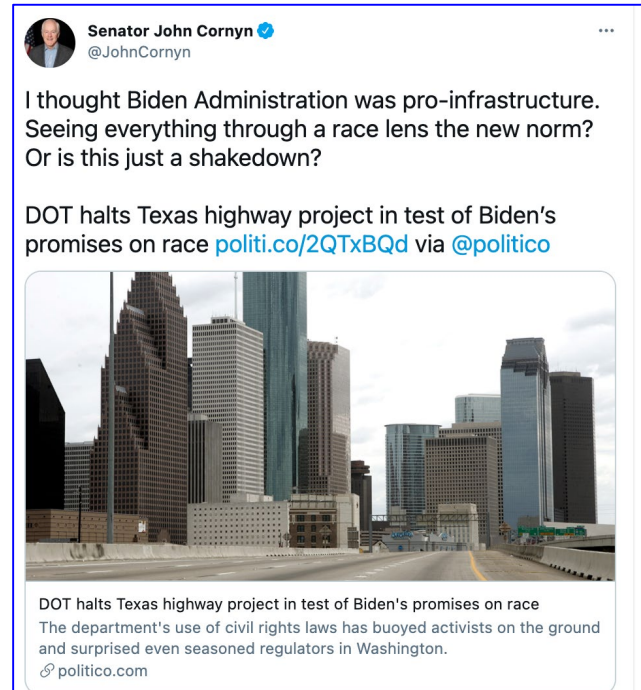 Senator John Cornyn
@JohnCornyn
I thought Biden Administration was pro-infrastructure.
Seeing everything through a race lens the new norm?
Or is this just a shakedown?
DOT halts Texas highway project in test of Biden's
promises on race politi.co/2QTxBQd via @politico
DOT halts Texas highway project in test of Biden's promises on race
The department's use of civil rights laws has buoyed activists on the ground
and surprised even seasoned regulators in Washington.
politico.com